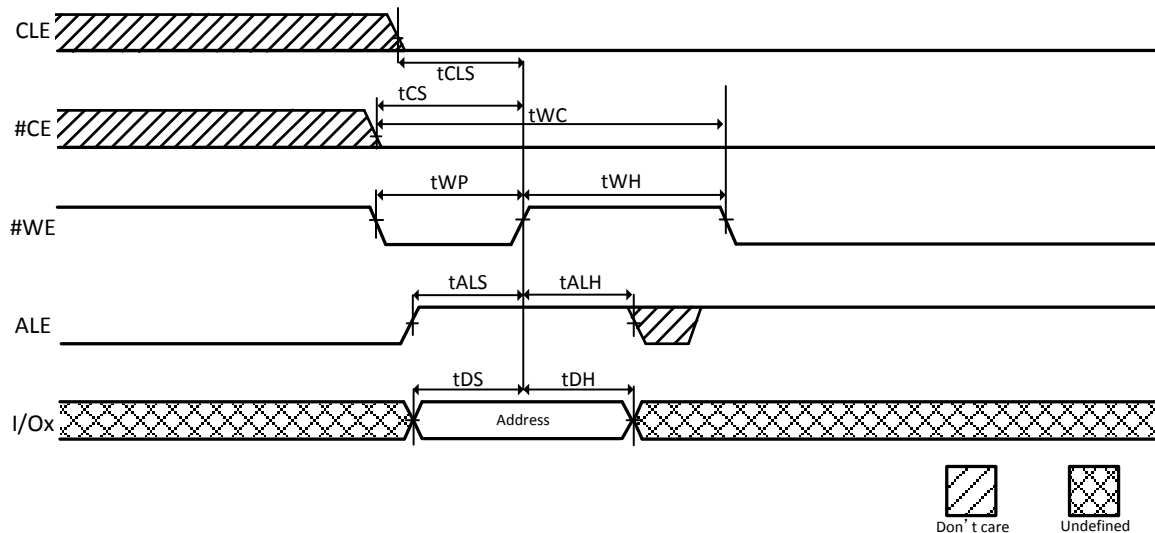 CLE
tCLS
tCS
#CE
tWC
tWP
tWH
#WE
tALS
tALH
ALE
tDS
tDH
I/Ox
Address
Don’t care
Undefined